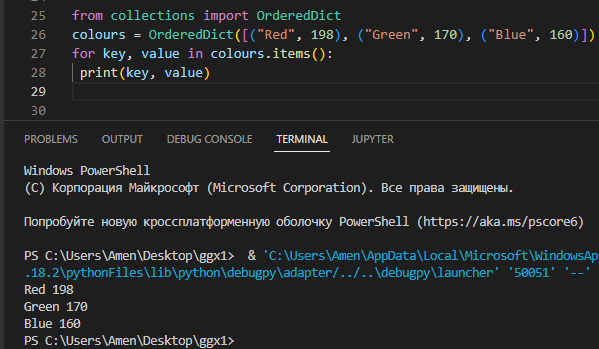 25 from collections import OrderedDict
26 colours = OrderedDict([("Red", 198), ("Green", 170), ("Blue", 160)])
27 for key, value in colours.items():
28 print(key, value)
29
30
PROBLEMS OUTPUT DEBUG CONSOLE TERMINAL JUPYTER
Windows PowerShell
(C) Корпорация Майкрософт (Microsoft Corporation). Все права защищены.
Попробуйте новую кроссплатформенную оболочку PowerShell (https://aka.ms/pscore6)
PS C:\Users\Amen\Desktop\ggx1> & 'C:\Users\Amen\AppData\Local\Microsoft\WindowsAp
.18.2\pythonFiles\lib\python\debugpy\adapter/../..\debugpy\launcher' '50051' '--'
Red 198
Green 170
Blue 160
PS C:\Users\Amen\Desktop\ggx1>